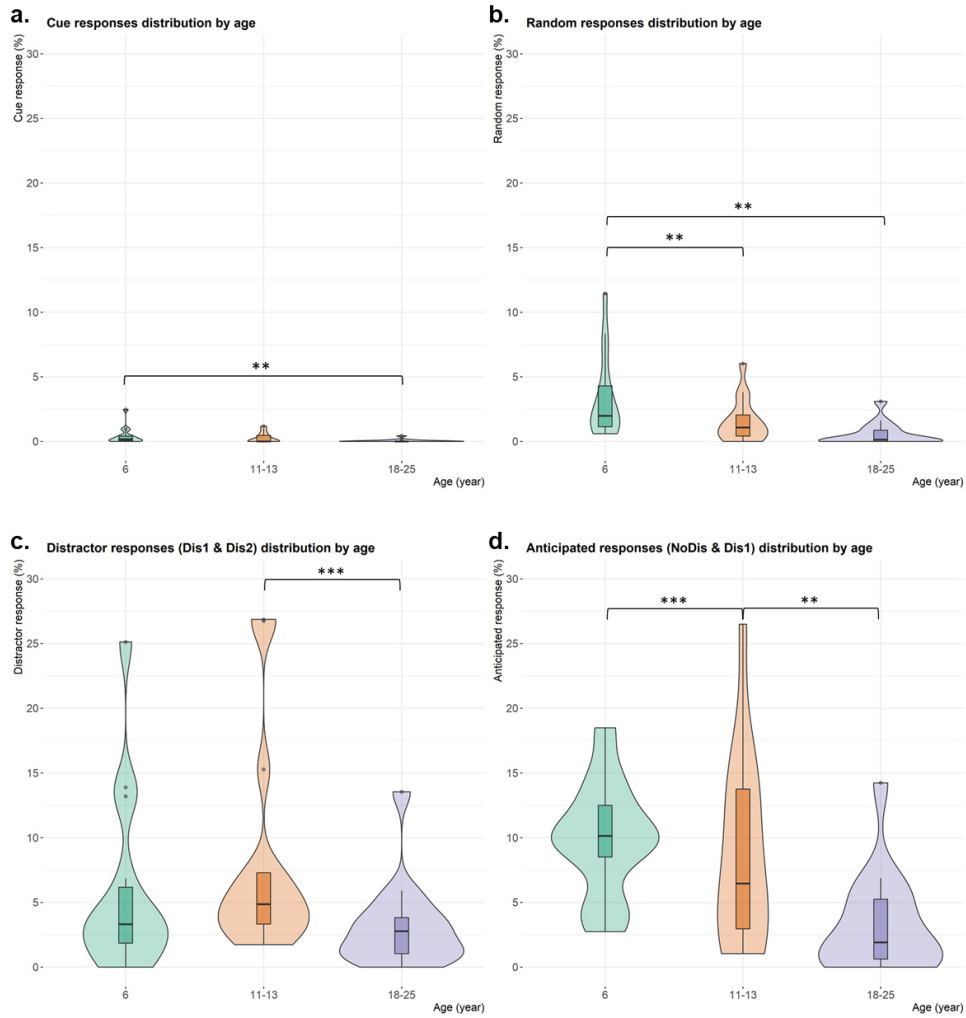 a. Cue responses distribution by age
Cue response (%)
30
25
20
15
10
5
0
**
6 11-13 18-25
Age (year)
b. Random responses distribution by age
Random response (%)
30
25
20
15
10
5
0
**
**
6 11-13 18-25
Age (year)
c. Distractor responses (Dis1 & Dis2) distribution by age
Distractor response (%)
30
25
20
15
10
5
0
***
6 11-13 18-25
Age (year)
d. Anticipated responses (NoDis & Dis1) distribution by age
Anticipated response (%)
30
25
20
15
10
5
0
*** **
6 11-13 18-25
Age (year)